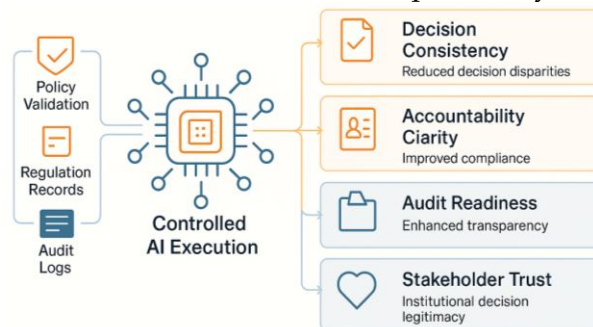 Policy
Validation
Regulation
Records
Audit
Logs
Controlled
AI Execution
Decision
Consistency
Reduced decision disparities
Accountability
Ciarity
Improved compliance
Audit Readiness
Enhanced transparency
Stakeholder Trust
Institutional decision
legitimacy